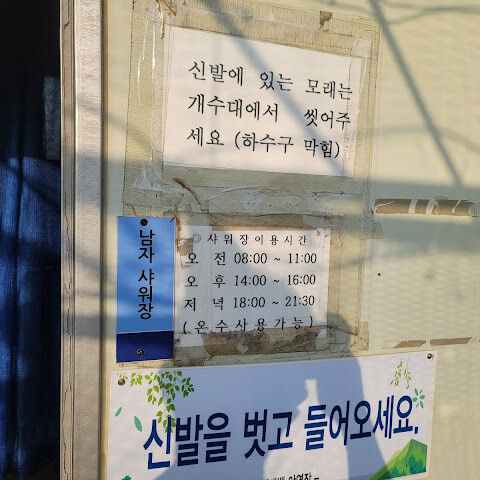 신발에 있는 모래는
개수대에서 씻어주
세요 (하수구 막힘)
남자 샤워장
◎ 샤워장이용시간
오 전 08:00 ~ 11:00
오 후 14:00 ~ 16:00
저 녁 18:00 ~ 21:30
(온수사용가능)
신발을 벗고 들어오세요.